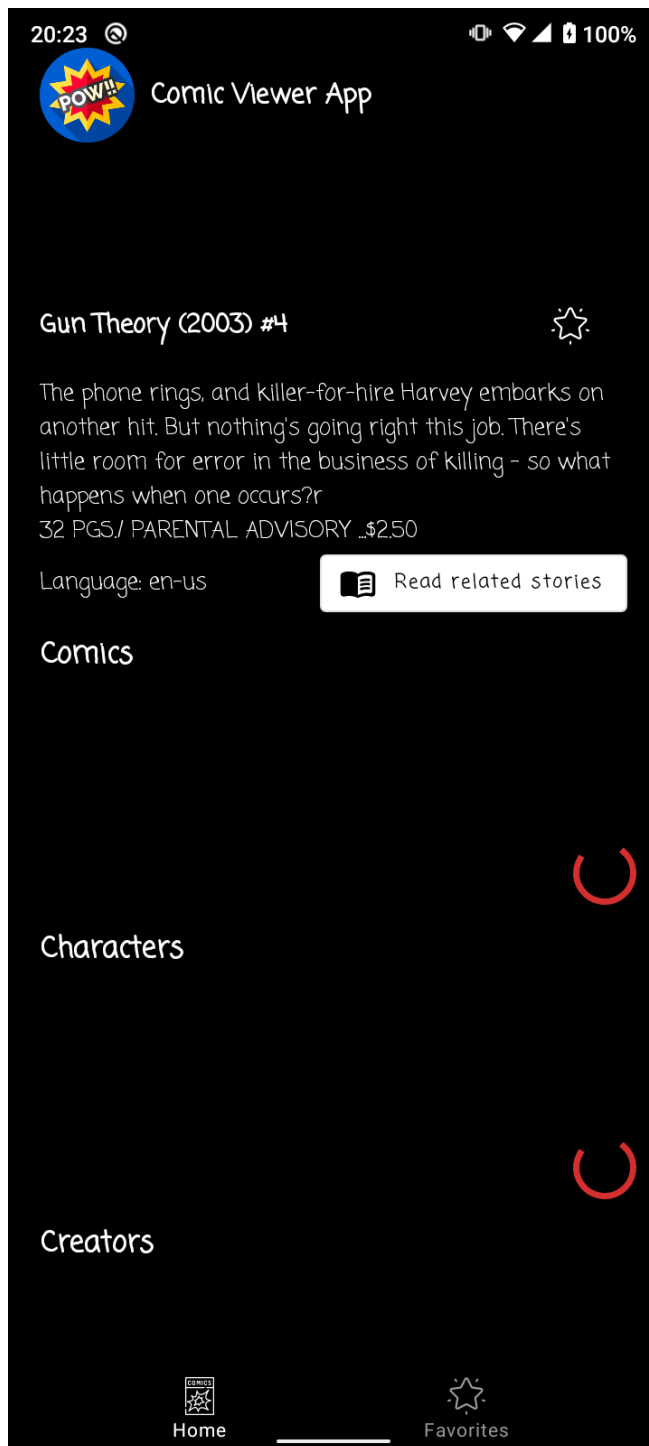 20:23
100%
POW!!
Comic Viewer App
Gun Theory (2003) #4
The phone rings, and killer-for-hire Harvey embarks on
another hit. But nothing's going right this job. There's
little room for error in the business of killing - so what
happens when one occurs?r
32 PGS./ PARENTAL ADVISORY ...$2.50
Language: en-us
Read related stories
Comics
Characters
Creators
COMICS
Home
Favorites